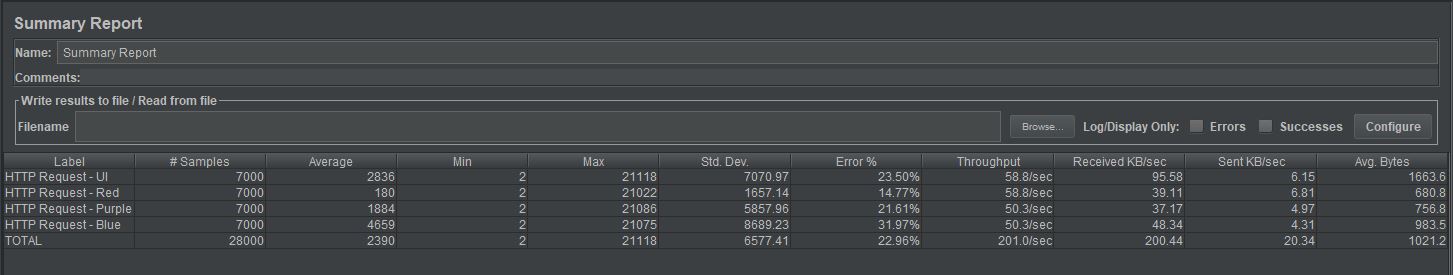 Summary Report
Name: Summary Report
Comments:
Write results to file / Read from file
Filename Browse... Log/Display Only: Errors Successes Configure
Label # Samples Average Min Max Std. Dev. Error % Throughput Received KB/sec Sent KB/sec Avg. Bytes
HTTP Request - UI 7000 2836 2 21118 7070.97 23.50% 58.8/sec 95.58 6.15 1663.6
HTTP Request - Red 7000 180 2 21022 1657.14 14.77% 58.8/sec 39.11 6.81 680.8
HTTP Request - Purple 7000 1884 2 21086 5857.96 21.61% 50.3/sec 37.17 4.97 756.8
HTTP Request - Blue 7000 4659 2 21075 8689.23 31.97% 50.3/sec 48.34 4.31 983.5
TOTAL 28000 2390 2 21118 6577.41 22.96% 201.0/sec 200.44 20.34 1021.2